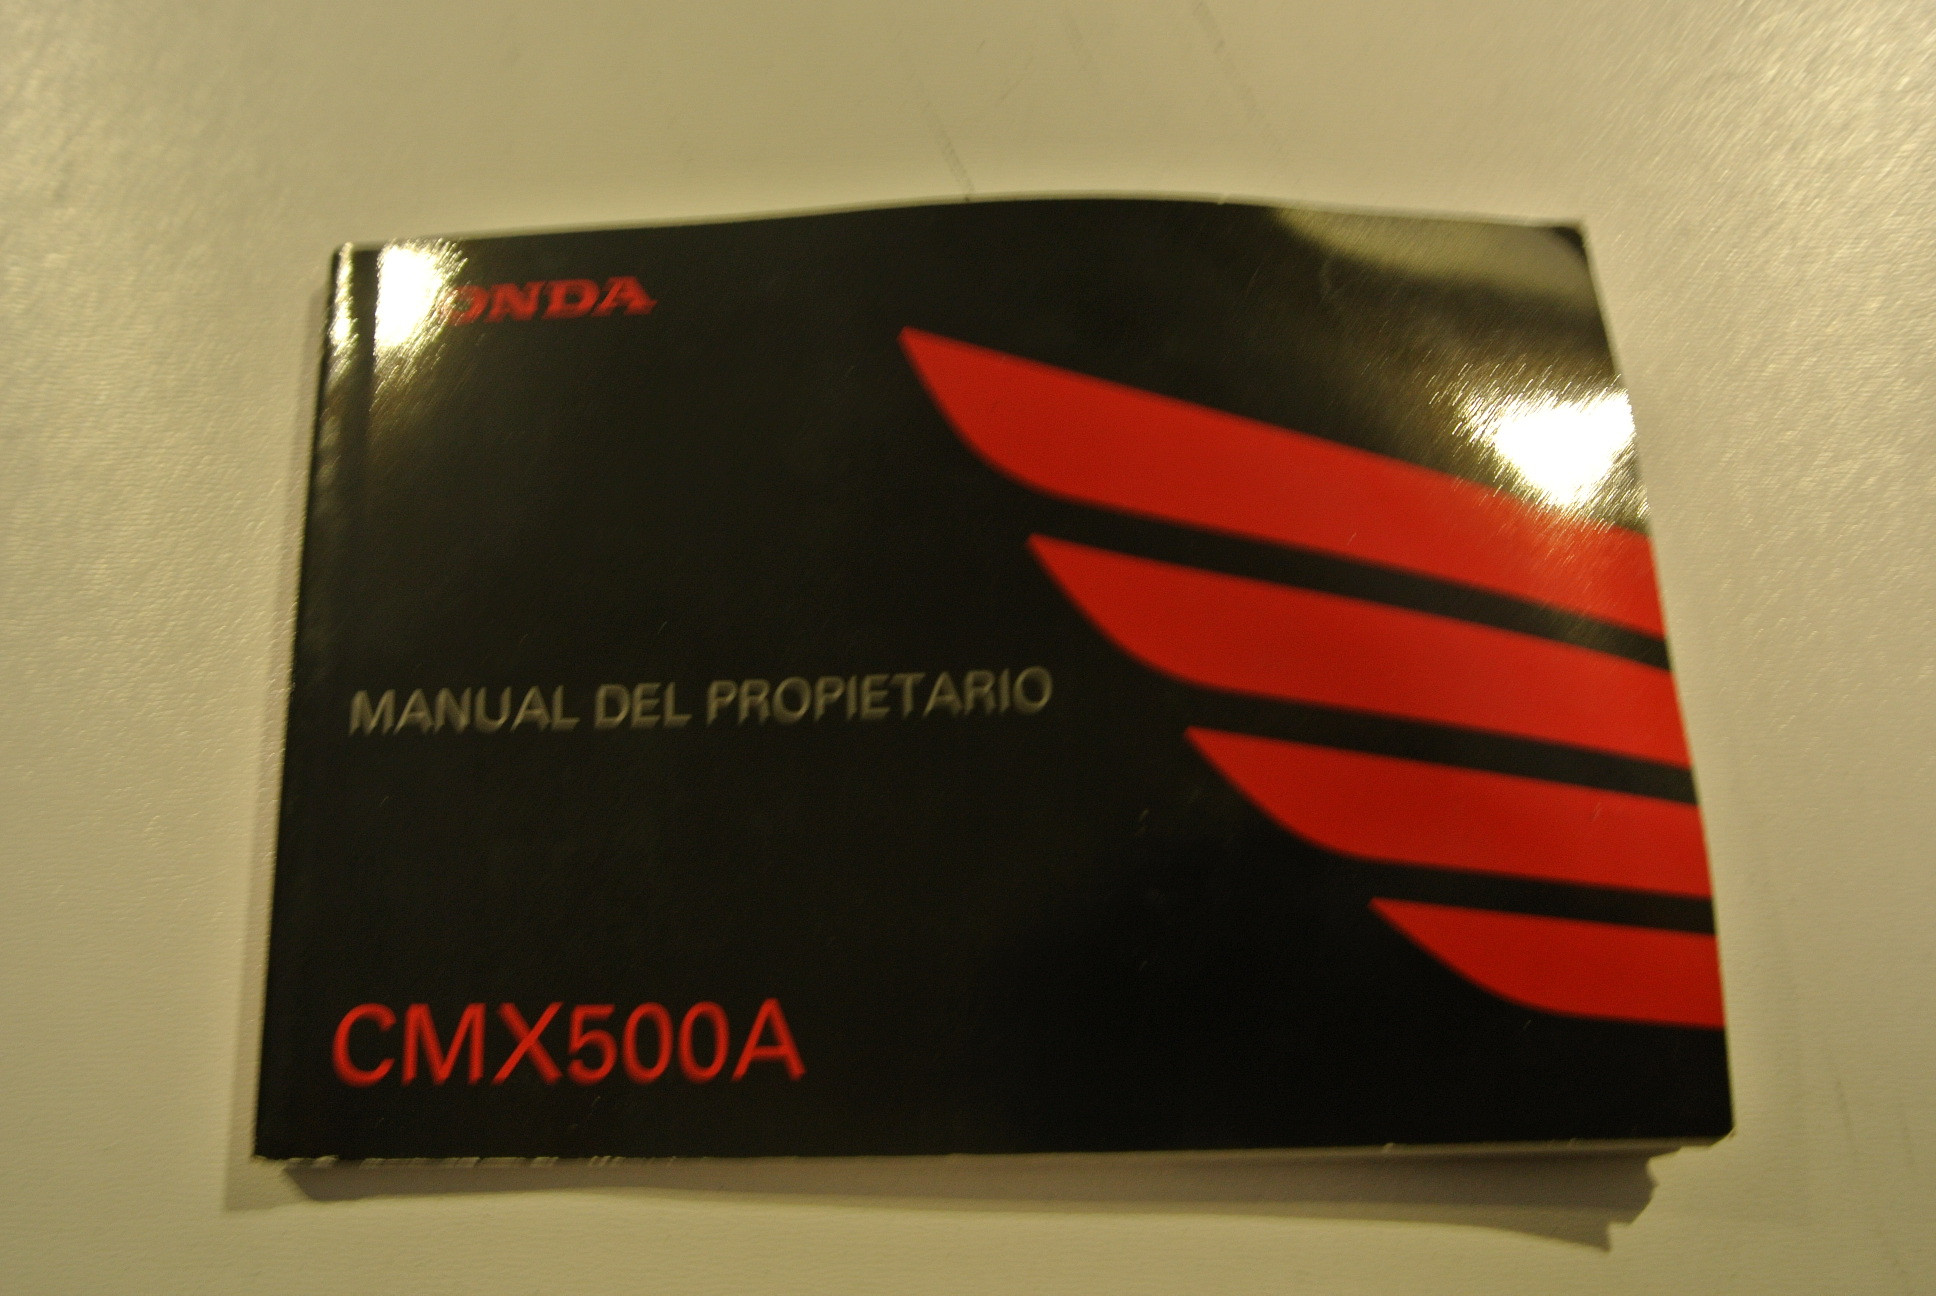 HONDA
MANUAL DEL PROPIETARIO
CMX500A